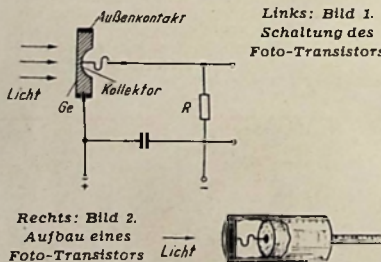 Außenkontakt
Links: Bild 1.
Schaltung des
Foto-Transistors
Licht
Kollektor
Ge
R
+
-
Rechts: Bild 2.
Aufbau eines
Foto-Transistors
Licht